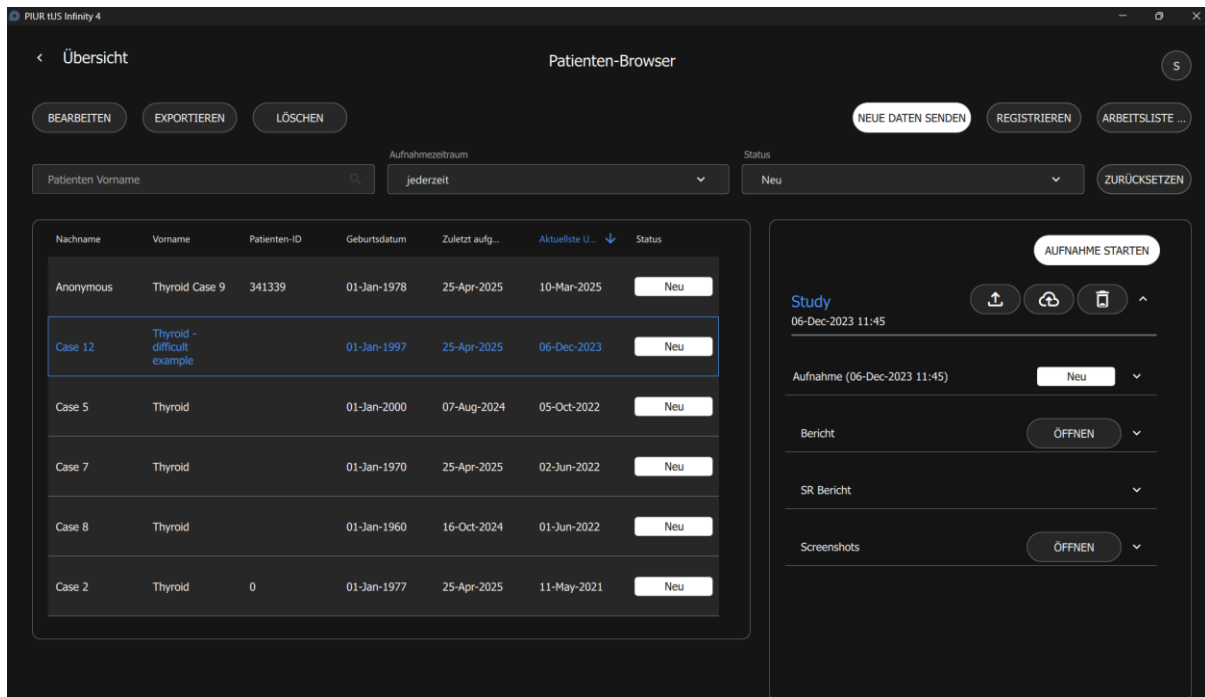 PIUR tUS Infinity 4
Übersicht
Patienten-Browser
S
BEARBEITEN EXPORTIEREN LÖSCHEN NEUE DATEN SENDEN REGISTRIEREN ARBEITSLISTE ...
Aufnahmezeitraum Status
Patienten Vorname jederzeit Neu ZURÜCKSETZEN
Nachname Vorname Patienten-ID Geburtsdatum Zuletzt aufg... Aktuellste U... Status
Anonymous Thyroid Case 9 341339 01-Jan-1978 25-Apr-2025 10-Mar-2025 Neu
Case 12 Thyroid - difficult example 01-Jan-1997 25-Apr-2025 06-Dec-2023 Neu
Case 5 Thyroid 01-Jan-2000 07-Aug-2024 05-Oct-2022 Neu
Case 7 Thyroid 01-Jan-1970 25-Apr-2025 02-Jun-2022 Neu
Case 8 Thyroid 01-Jan-1960 16-Oct-2024 01-Jun-2022 Neu
Case 2 Thyroid 0 01-Jan-1977 25-Apr-2025 11-May-2021 Neu
AUFNAHME STARTEN
Study
06-Dec-2023 11:45
Aufnahme (06-Dec-2023 11:45) Neu
Bericht ÖFFNEN
SR Bericht
Screenshots ÖFFNEN